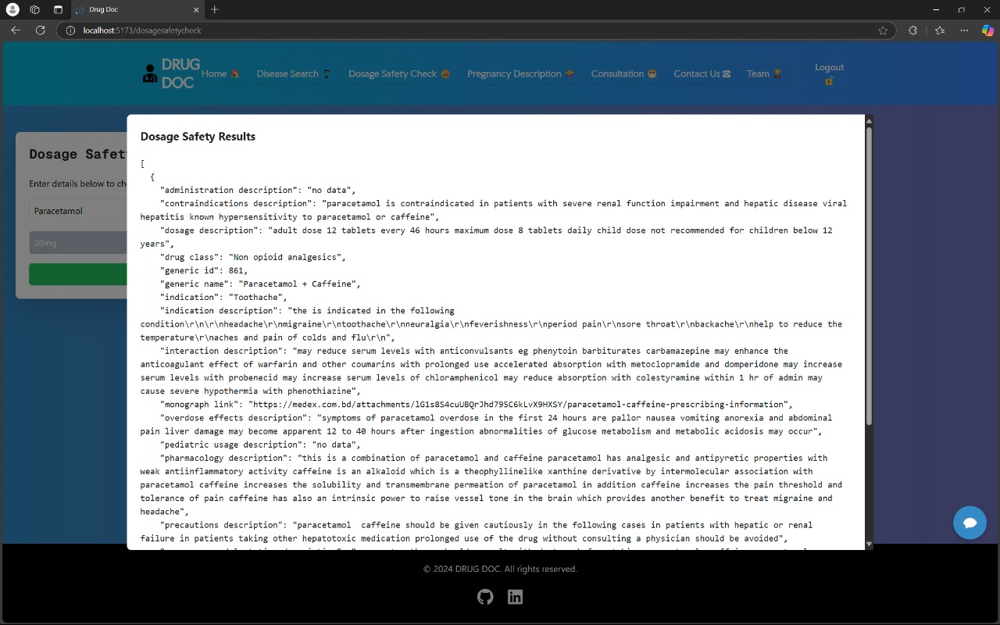 Drug Doc
localhost:5173/dosagesafetycheck
DRUG DOC
Home
Disease Search
Dosage Safety Check
Pregnancy Description
Consultation
Contact Us
Team
Logout
Dosage Safet
Enter details below to ch
Paracetamol
20mg
Dosage Safety Results
[
{
"administration description": "no data",
"contraindications description": "paracetamol is contraindicated in patients with severe renal function impairment and hepatic disease viral
hepatitis known hypersensitivity to paracetamol or caffeine",
"dosage description": "adult dose 12 tablets every 46 hours maximum dose 8 tablets daily child dose not recommended for children below 12
years",
"drug class": "Non opioid analgesics",
"generic id": 861,
"generic name": "Paracetamol + Caffeine",
"indication": "Toothache",
"indication description": "the is indicated in the following
condition\r\n\r\nheadache\r\nmigraine\r\ntoothache\r\nneuralgia\r\nfeverishness\r\nperiod pain\r\nsore throat\r\nbackache\r\nhelp to reduce the
temperature\r\naches and pain of colds and flu\r\n",
"interaction description": "may reduce serum levels with anticonvulsants eg phenytoin barbiturates carbamazepine may enhance the
anticoagulant effect of warfarin and other coumarins with prolonged use accelerated absorption with metoclopramide and domperidone may increase
serum levels with probenecid may increase serum levels of chloramphenicol may reduce absorption with colestyramine within 1 hr of admin may
cause severe hypothermia with phenothiazine",
"monograph link": "https://medex.com.bd/attachments/lG1s8S4cuUBQrJhd795C6kLvX9HXSY/paracetamol-caffeine-prescribing-information",
"overdose effects description": "symptoms of paracetamol overdose in the first 24 hours are pallor nausea vomiting anorexia and abdominal
pain liver damage may become apparent 12 to 40 hours after ingestion abnormalities of glucose metabolism and metabolic acidosis may occur",
"pediatric usage description": "no data",
"pharmacology description": "this is a combination of paracetamol and caffeine paracetamol has analgesic and antipyretic properties with
weak antiinflammatory activity caffeine is an alkaloid which is a theophyllinelike xanthine derivative by intermolecular association with
paracetamol caffeine increases the solubility and transmembrane permeation of paracetamol in addition caffeine increases the pain threshold and
tolerance of pain caffeine has also an intrinsic power to raise vessel tone in the brain which provides another benefit to treat migraine and
headache",
"precautions description": "paracetamol  caffeine should be given cautiously in the following cases in patients with hepatic or renal
failure in patients taking other hepatotoxic medication prolonged use of the drug without consulting a physician should be avoided",
© 2024 DRUG DOC. All rights reserved.